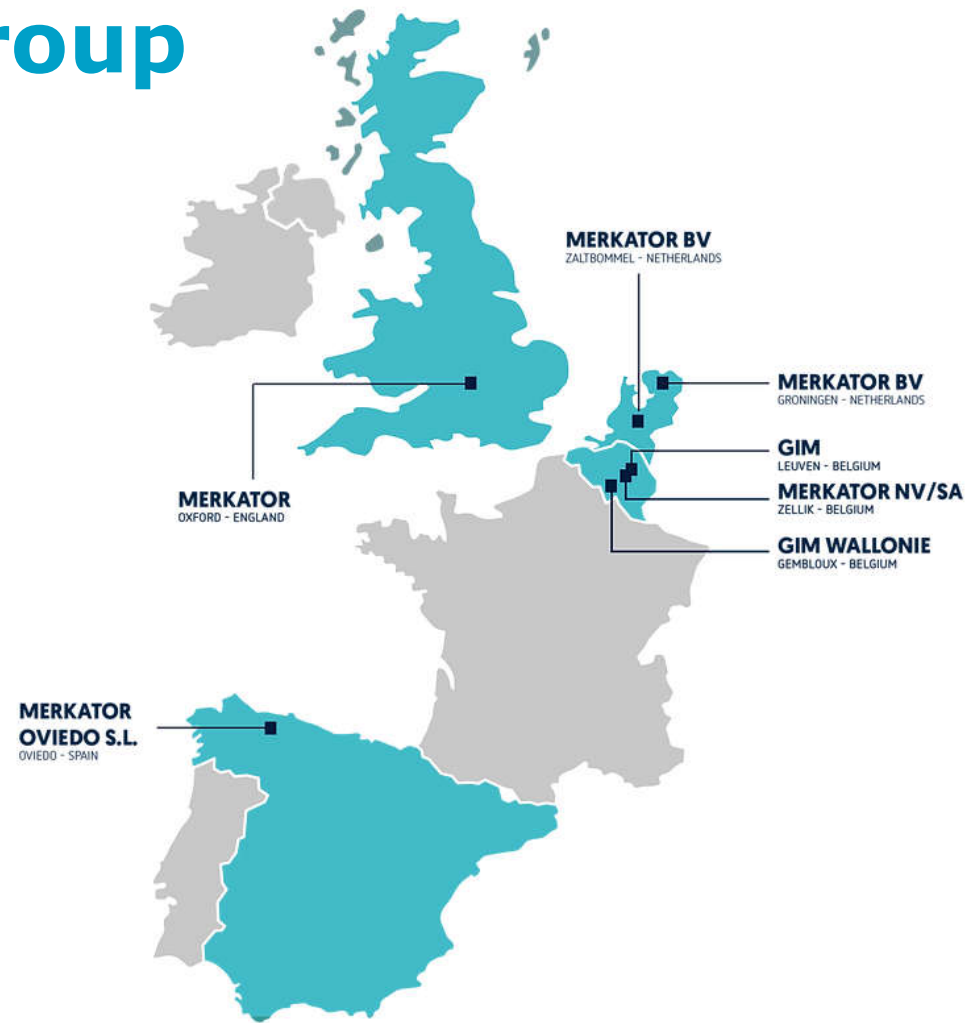 roup
MERKATOR BV
ZALTBOMMEL - NETHERLANDS
MERKATOR BV
GRONINGEN - NETHERLANDS
GIM
LEUVEN - BELGIUM
MERKATOR NV/SA
ZELLIK - BELGIUM
MERKATOR
OXFORD - ENGLAND
GIM WALLONIE
GEMBLOUX - BELGIUM
MERKATOR
OVIEDO S.L.
OVIEDO - SPAIN